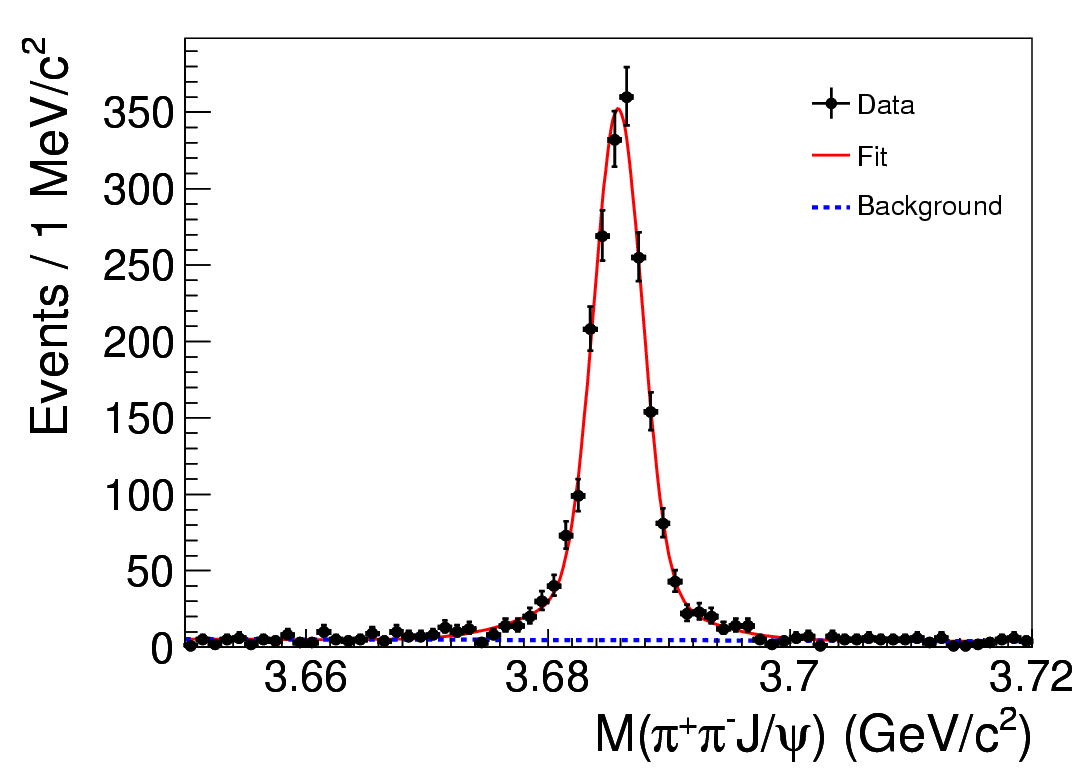 Events / 1 MeV/c²
350
300
250
200
150
100
50
0
Data
Fit
Background
3.66 3.68 3.7 3.72
M(π⁺π⁻J/ψ) (GeV/c²)